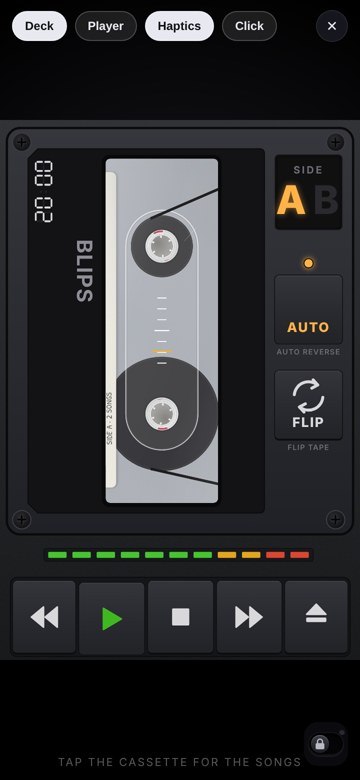 Deck Player Haptics Click
SIDE
A B
00:02
BLIPS
SIDE A - 2 SONGS
AUTO
AUTO REVERSE
FLIP
FLIP TAPE
TAP THE CASSETTE FOR THE SONGS